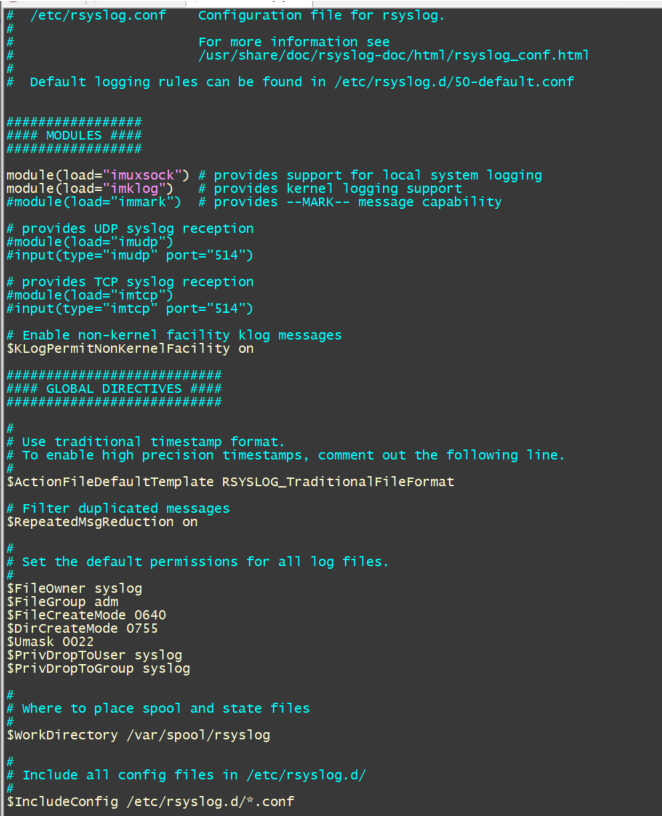 #  /etc/rsyslog.conf    Configuration file for rsyslog.
#
#                       For more information see
#                       /usr/share/doc/rsyslog-doc/html/rsyslog_conf.html
#
#  Default logging rules can be found in /etc/rsyslog.d/50-default.conf
#################
#### MODULES ####
#################
module(load="imuxsock") # provides support for local system logging
module(load="imklog")   # provides kernel logging support
#module(load="immark")  # provides --MARK-- message capability
# provides UDP syslog reception
#module(load="imudp")
#input(type="imudp" port="514")
# provides TCP syslog reception
#module(load="imtcp")
#input(type="imtcp" port="514")
# Enable non-kernel facility klog messages
$KLogPermitNonKernelFacility on
###########################
#### GLOBAL DIRECTIVES ####
###########################
#
# Use traditional timestamp format.
# To enable high precision timestamps, comment out the following line.
#
$ActionFileDefaultTemplate RSYSLOG_TraditionalFileFormat
# Filter duplicated messages
$RepeatedMsgReduction on
#
# Set the default permissions for all log files.
#
$FileOwner syslog
$FileGroup adm
$FileCreateMode 0640
$DirCreateMode 0755
$Umask 0022
$PrivDropToUser syslog
$PrivDropToGroup syslog
#
# Where to place spool and state files
#
$WorkDirectory /var/spool/rsyslog
#
# Include all config files in /etc/rsyslog.d/
#
$IncludeConfig /etc/rsyslog.d/*.conf